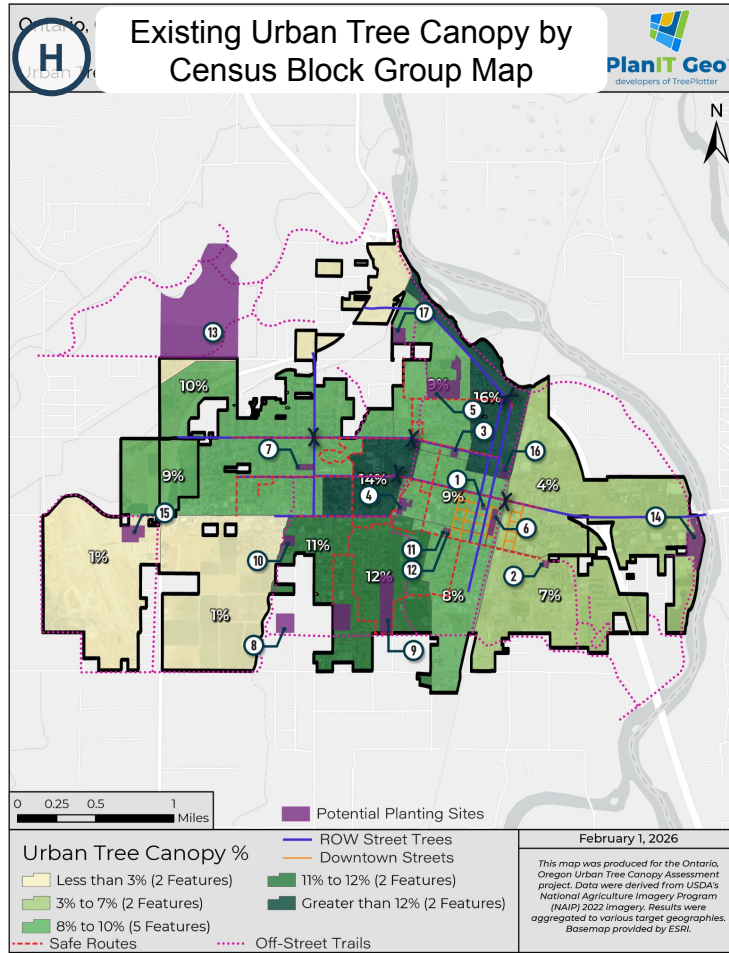 Ontario,
H
Urban Tre
Existing Urban Tree Canopy by
Census Block Group Map
PlanIT Geo
developers of TreePlotter
N
17
13
10%
9%
5
16%
7
3
16
9%
14%
1
9%
4%
4
15
6
14
1%
10
11%
11
12
2
12%
1%
8%
7%
8
9
0 0.25 0.5 1
Miles
Potential Planting Sites
ROW Street Trees
Downtown Streets
Urban Tree Canopy %
Less than 3% (2 Features)
11% to 12% (2 Features)
3% to 7% (2 Features)
Greater than 12% (2 Features)
8% to 10% (5 Features)
Safe Routes
Off-Street Trails
February 1, 2026
This map was produced for the Ontario,
Oregon Urban Tree Canopy Assessment
project. Data were derived from USDA's
National Agriculture Imagery Program
(NAIP) 2022 imagery. Results were
aggregated to various target geographies.
Basemap provided by ESRI.